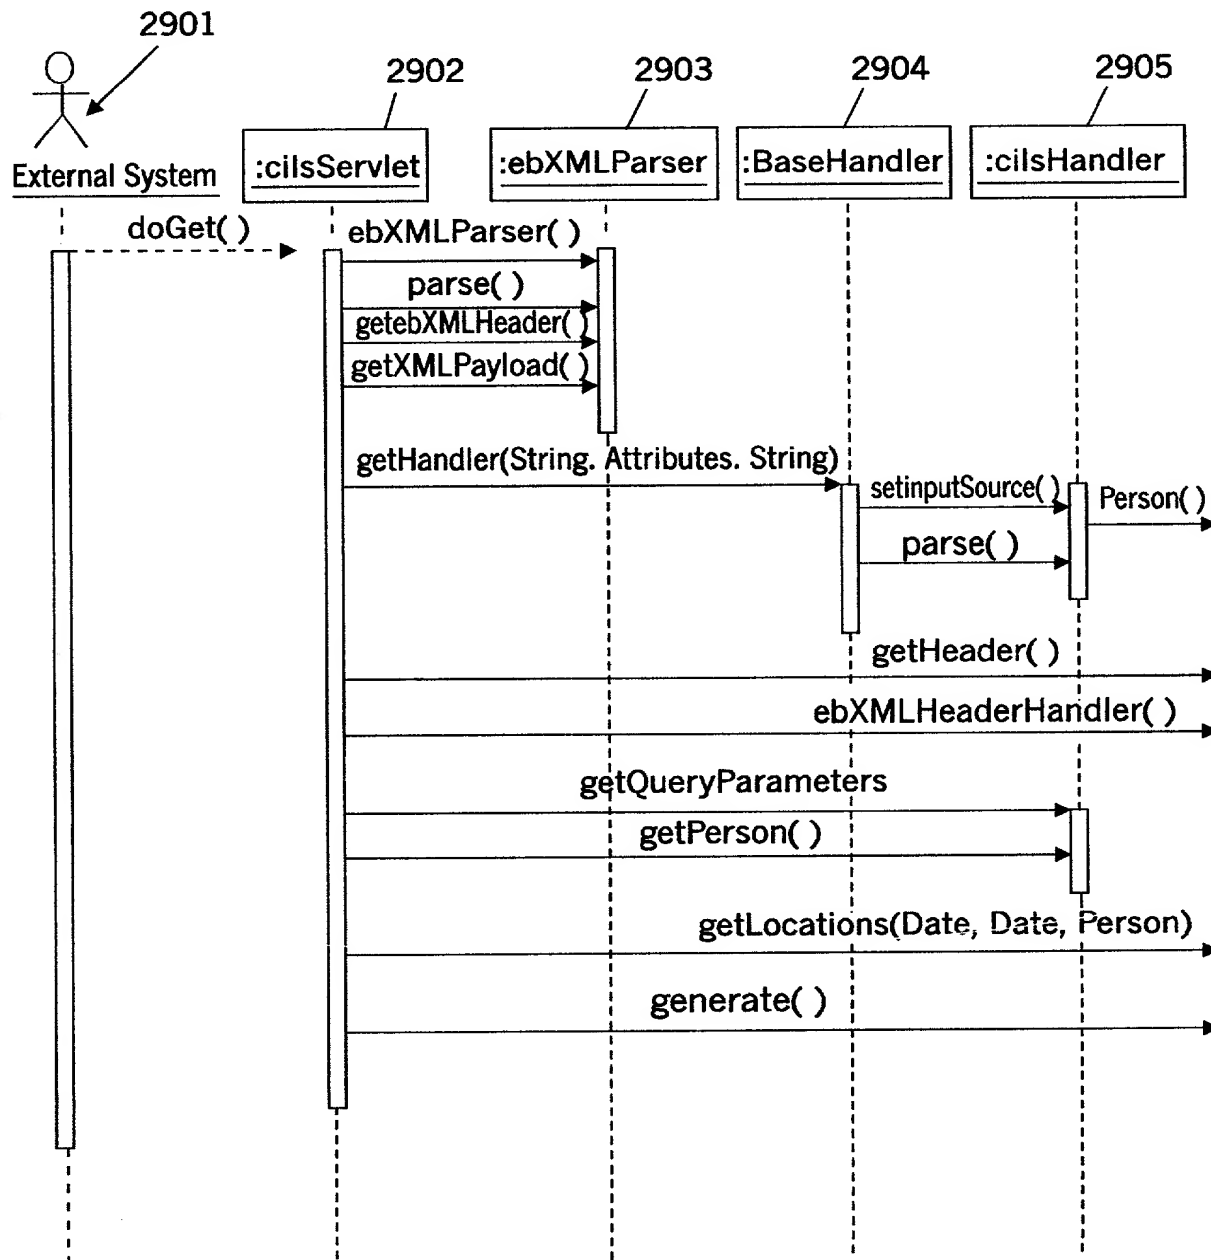 2901
2902
2903
2904
2905
External System
:cilsServlet
:ebXMLParser
:BaseHandler
:cilsHandler
doGet( )
ebXMLParser( )
parse( )
getebXMLHeader( )
getXMLPayload( )
getHandler(String. Attributes. String)
setinputSource( )
Person( )
parse( )
getHeader( )
ebXMLHeaderHandler( )
getQueryParameters
getPerson( )
getLocations(Date, Date, Person)
generate( )